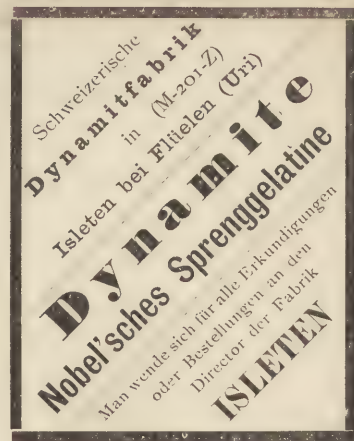 Schweizerische
Dynamitfabrik
in (M-201-Z)
Isleten bei Flüelen (Uri)
Dynamite
Nobel'sches Sprenggelatine
Man wende sich für alle Erkundigungen
oder Bestellungen an den
Director der Fabrik
ISLETEN